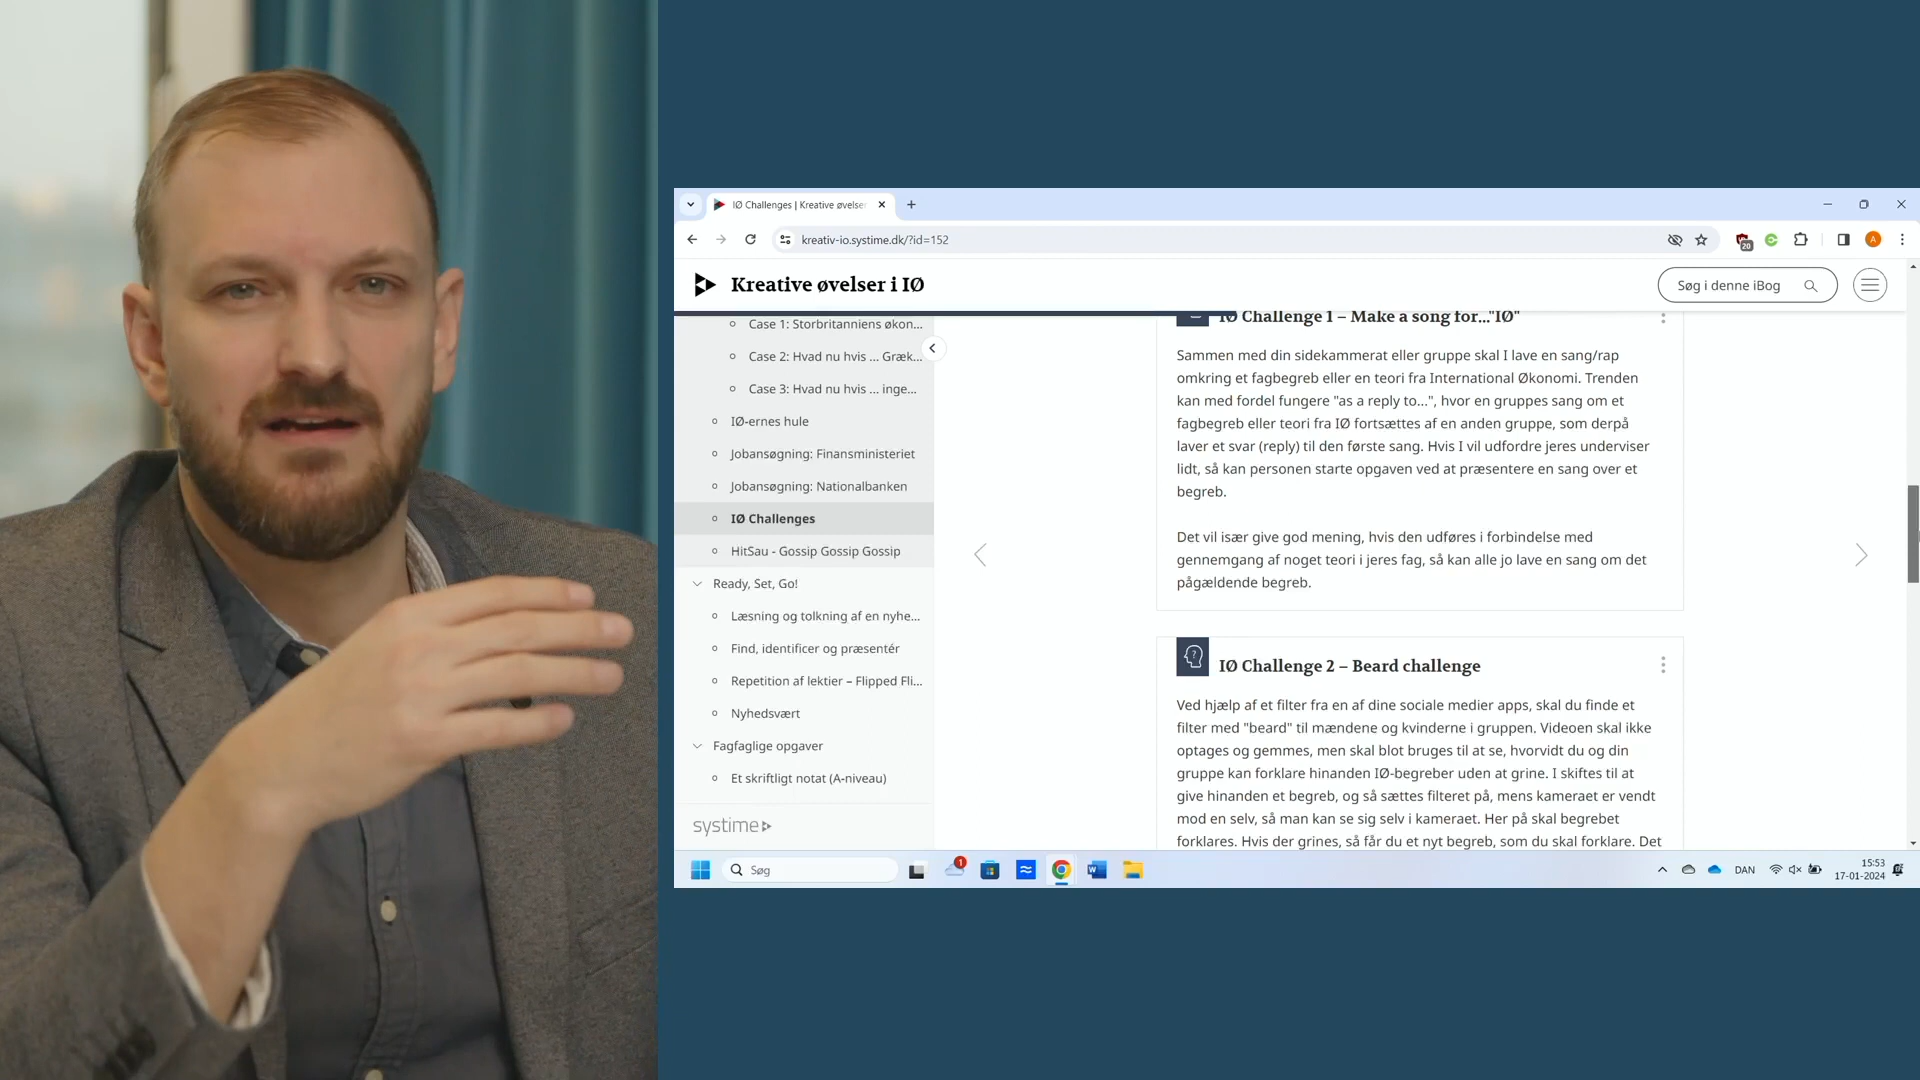 IØ Challenges | Kreative øvelser
kreativ-io.systime.dk/?id=152
20
A
Kreative øvelser i IØ
Søg i denne iBog
Case 1: Storbritanniens økon...
Case 2: Hvad nu hvis ... Græk...
Case 3: Hvad nu hvis ... inge...
IØ-ernes hule
Jobansøgning: Finansministeriet
Jobansøgning: Nationalbanken
IØ Challenges
HitSau - Gossip Gossip Gossip
Ready, Set, Go!
Læsning og tolkning af en nyhe...
Find, identificer og præsentér
Repetition af lektier – Flipped Fli...
Nyhedsvært
Fagfaglige opgaver
Et skriftligt notat (A-niveau)
systime
IØ Challenge 1 – Make a song for..."IØ"
Sammen med din sidekammerat eller gruppe skal I lave en sang/rap
omkring et fagbegreb eller en teori fra International Økonomi. Trenden
kan med fordel fungere "as a reply to...", hvor en gruppes sang om et
fagbegreb eller teori fra IØ fortsættes af en anden gruppe, som derpå
laver et svar (reply) til den første sang. Hvis I vil udfordre jeres underviser
lidt, så kan personen starte opgaven ved at præsentere en sang over et
begreb.
Det vil især give god mening, hvis den udføres i forbindelse med
gennemgang af noget teori i jeres fag, så kan alle jo lave en sang om det
pågældende begreb.
IØ Challenge 2 – Beard challenge
Ved hjælp af et filter fra en af dine sociale medier apps, skal du finde et
filter med "beard" til mændene og kvinderne i gruppen. Videoen skal ikke
optages og gemmes, men skal blot bruges til at se, hvorvidt du og din
gruppe kan forklare hinanden IØ-begreber uden at grine. I skiftes til at
give hinanden et begreb, og så sættes filteret på, mens kameraet er vendt
mod en selv, så man kan se sig selv i kameraet. Her på skal begrebet
forklares. Hvis der grines, så får du et nyt begreb, som du skal forklare. Det
Søg
1
W
DAN
15:53
17-01-2024